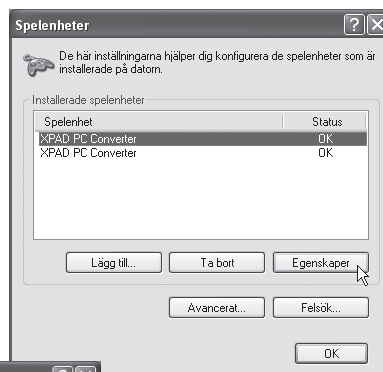 Spelenheter
De här inställningarna hjälper dig konfigurera de spelenheter som är
installerade på datorn.
Installerade spelenheter
Spelenhet Status
XPAD PC Converter OK
XPAD PC Converter OK
Lägg till... Ta bort Egenskaper
Avancerat... Felsök...
OK